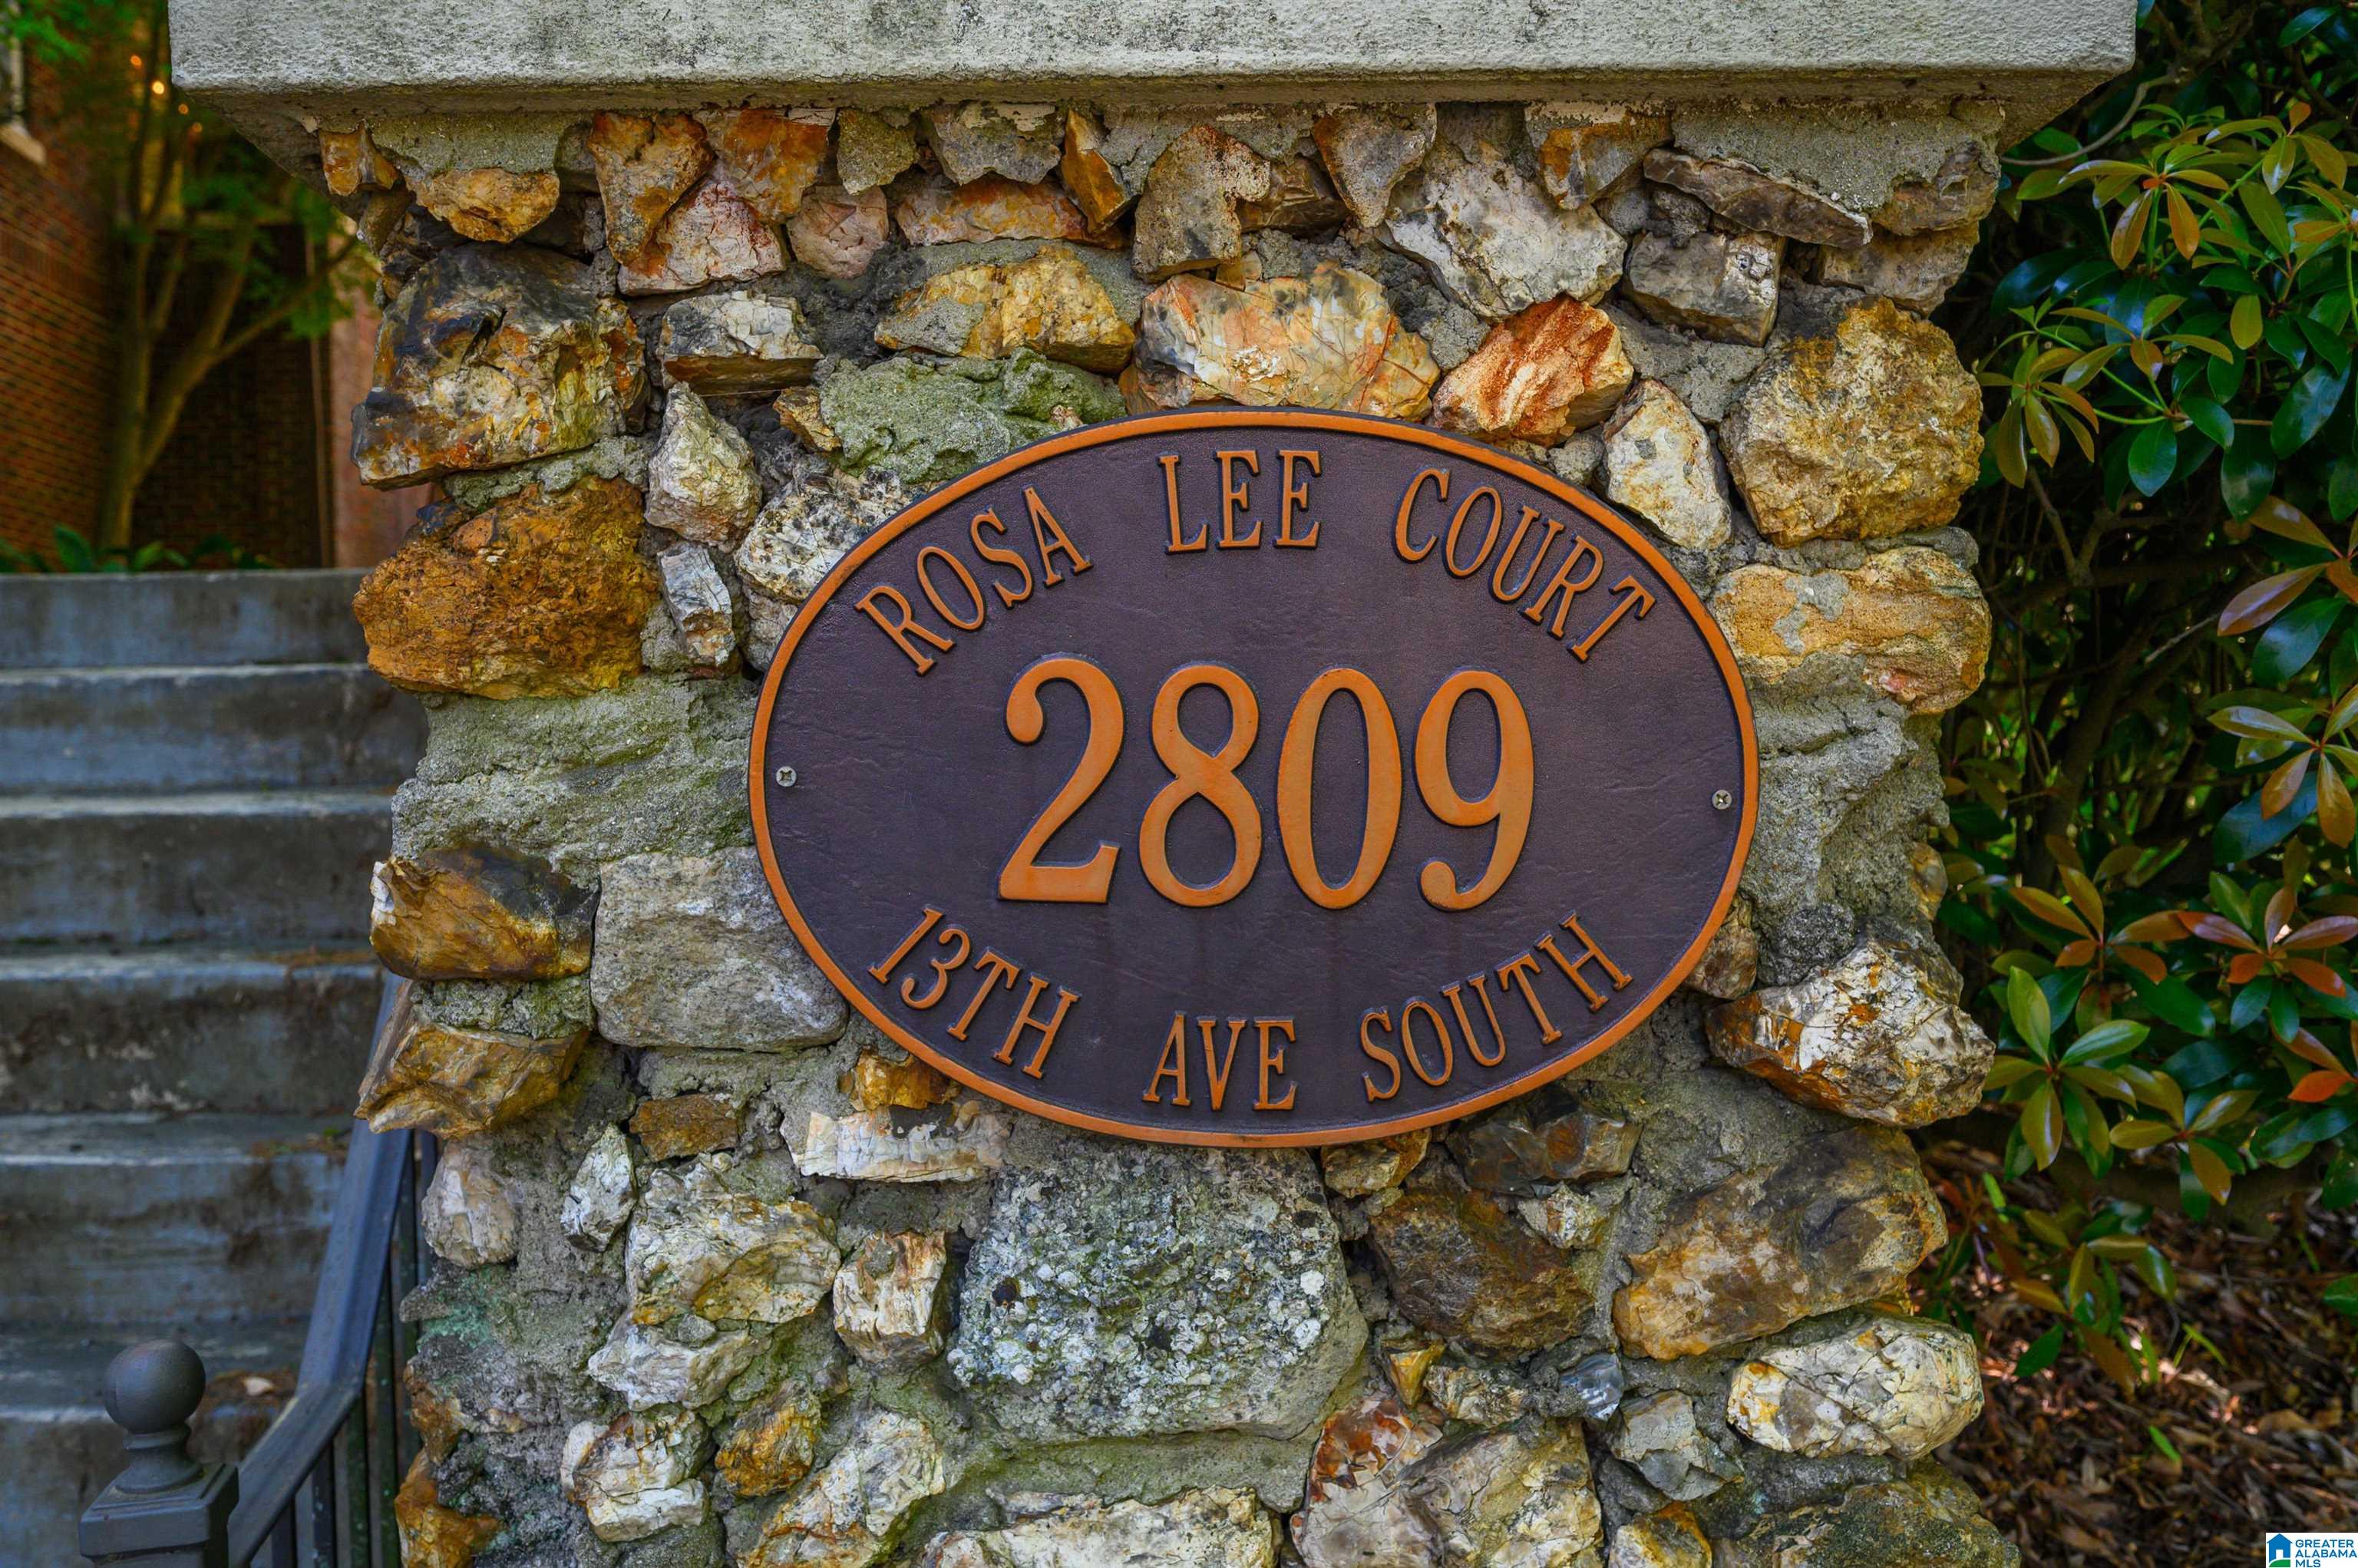 ROSA LEE COURT
2809
13TH AVE SOUTH
GREATER
ALABAMA
MLS